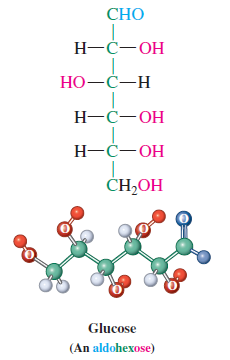 CHO
H—C—OH
HO—C—H
H—C—OH
H—C—OH
CH₂OH
Glucose
(An aldohexose)